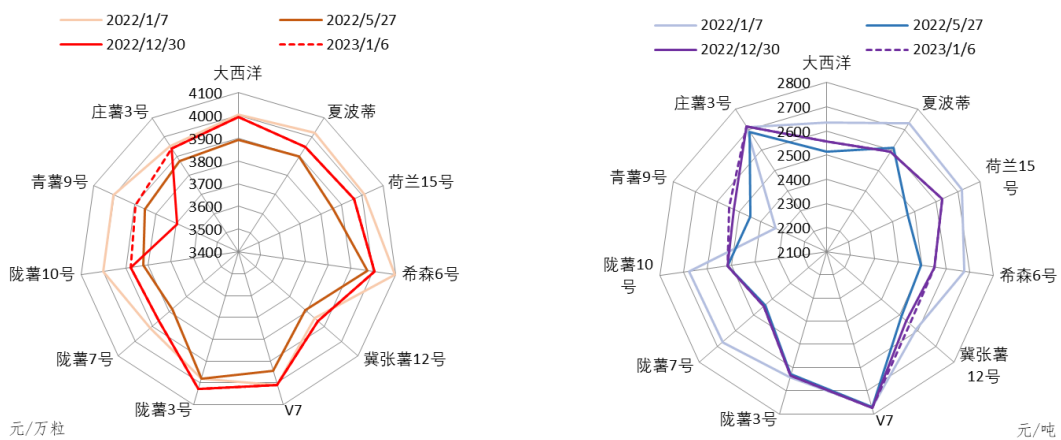 2022/1/7 2022/5/27
2022/12/30 2023/1/6
大西洋
夏波蒂
荷兰15号
希森6号
冀张薯12号
V7
陇薯3号
陇薯7号
陇薯10号
青薯9号
庄薯3号
4100
4000
3900
3800
3700
3600
3500
3400
元/万粒
2022/1/7 2022/5/27
2022/12/30 2023/1/6
大西洋
夏波蒂
荷兰15
号
希森6号
冀张薯
12号
V7
陇薯3号
陇薯7号
陇薯10
号
青薯9号
庄薯3号
2800
2700
2600
2500
2400
2300
2200
2100
元/吨